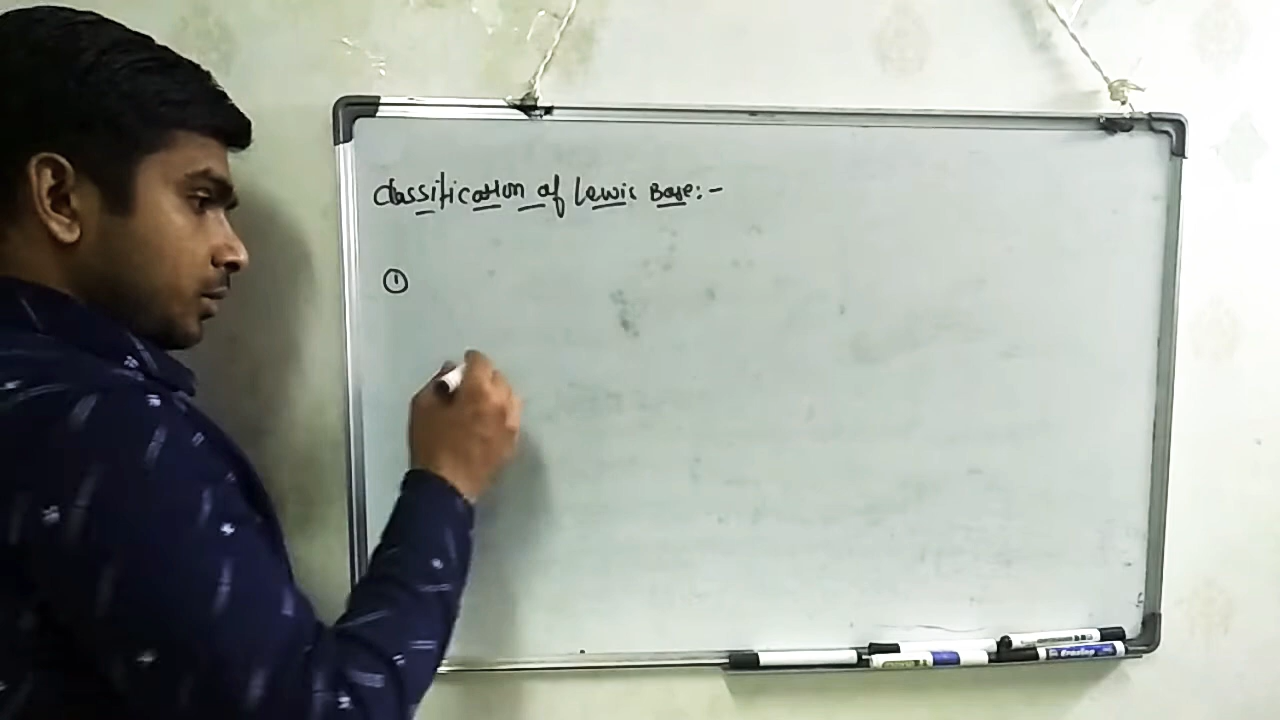 Classification of Lewis Base:-
①